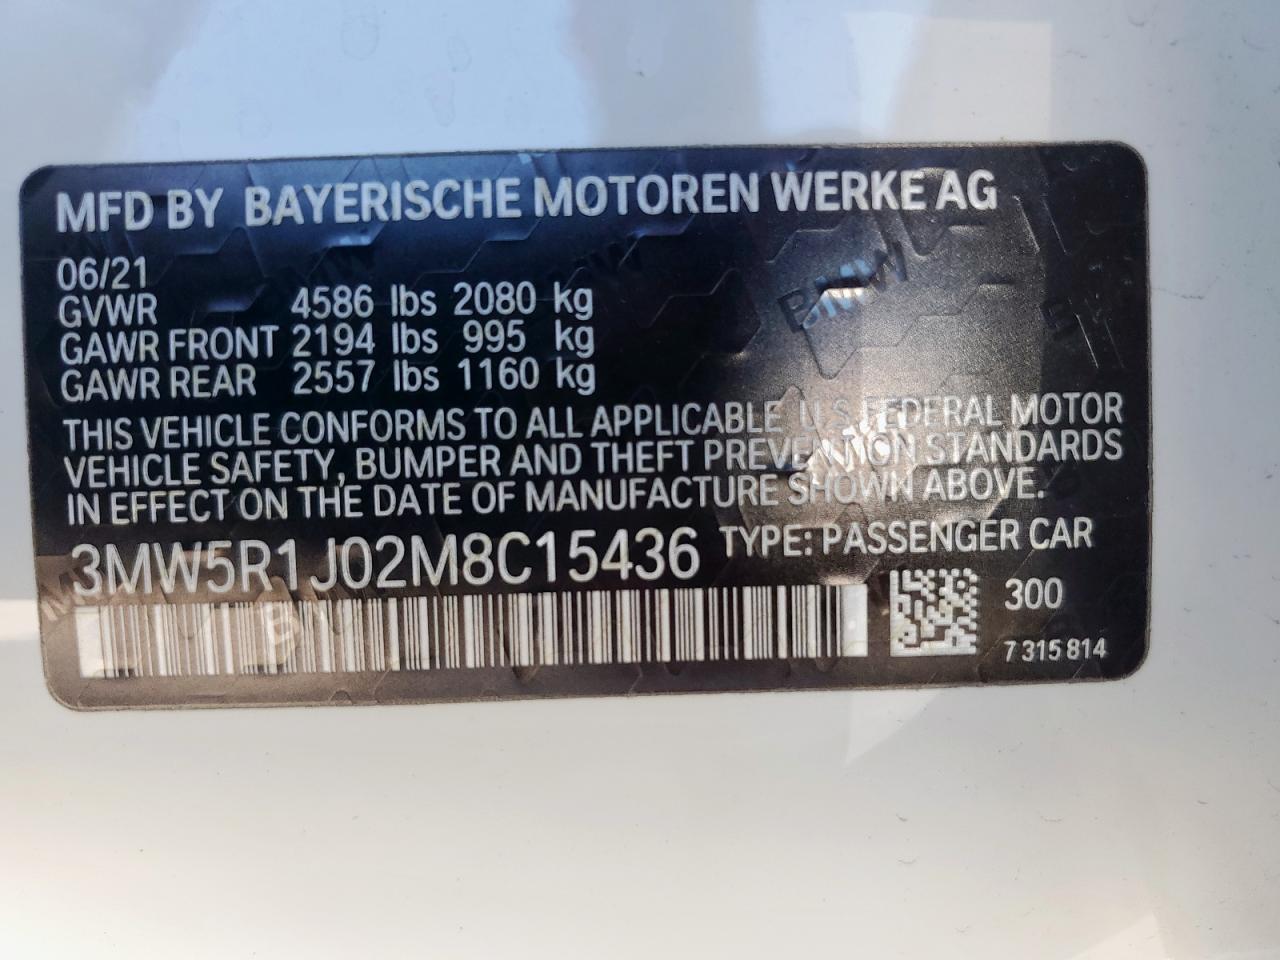 MFD BY BAYERISCHE MOTOREN WERKE AG
06/21
GVWR 4586 lbs 2080 kg
GAWR FRONT 2194 lbs 995 kg
GAWR REAR 2557 lbs 1160 kg
THIS VEHICLE CONFORMS TO ALL APPLICABLE U.S. FEDERAL MOTOR
VEHICLE SAFETY, BUMPER AND THEFT PREVENTION STANDARDS
IN EFFECT ON THE DATE OF MANUFACTURE SHOWN ABOVE.
3MW5R1J02M8C15436 TYPE: PASSENGER CAR
300
7 315 814